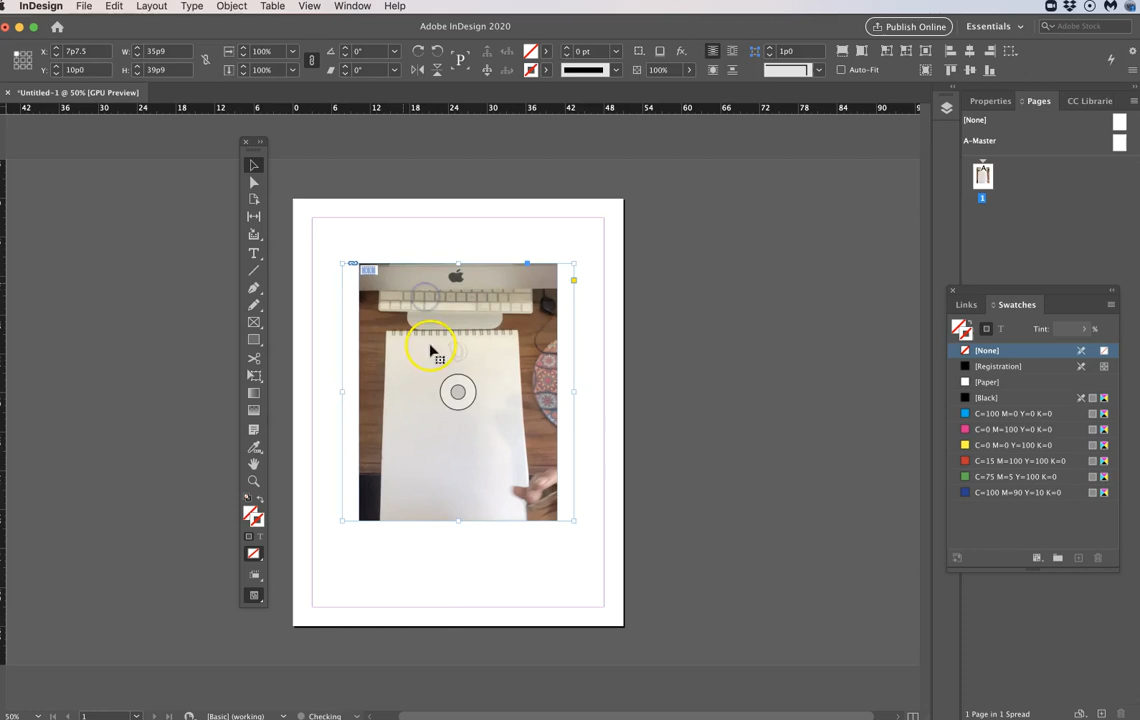 InDesign File Edit Layout Type Object Table View Window Help
Adobe InDesign 2020
Publish Online
Essentials
Adobe Stock
X: 7p7.5 W: 35p9 100% 0° P 0 pt fx. 1p0
Y: 10p0 H: 39p9 100% 0° 100% Auto-Fit
*Untitled-1 @ 50% [GPU Preview]
42 36 30 24 18 12 6 0 6 12 18 24 30 36 42 48 54 60 66 72 78 84 90
Properties Pages CC Librarie
[None]
A-Master
A
1
Links Swatches
T Tint: %
[None]
[Registration]
[Paper]
[Black]
C=100 M=0 Y=0 K=0
C=0 M=100 Y=0 K=0
C=0 M=0 Y=100 K=0
C=15 M=100 Y=100 K=0
C=75 M=5 Y=100 K=0
C=100 M=90 Y=10 K=0
T
T
50% 1 [Basic] (working) Checking
1 Page in 1 Spread